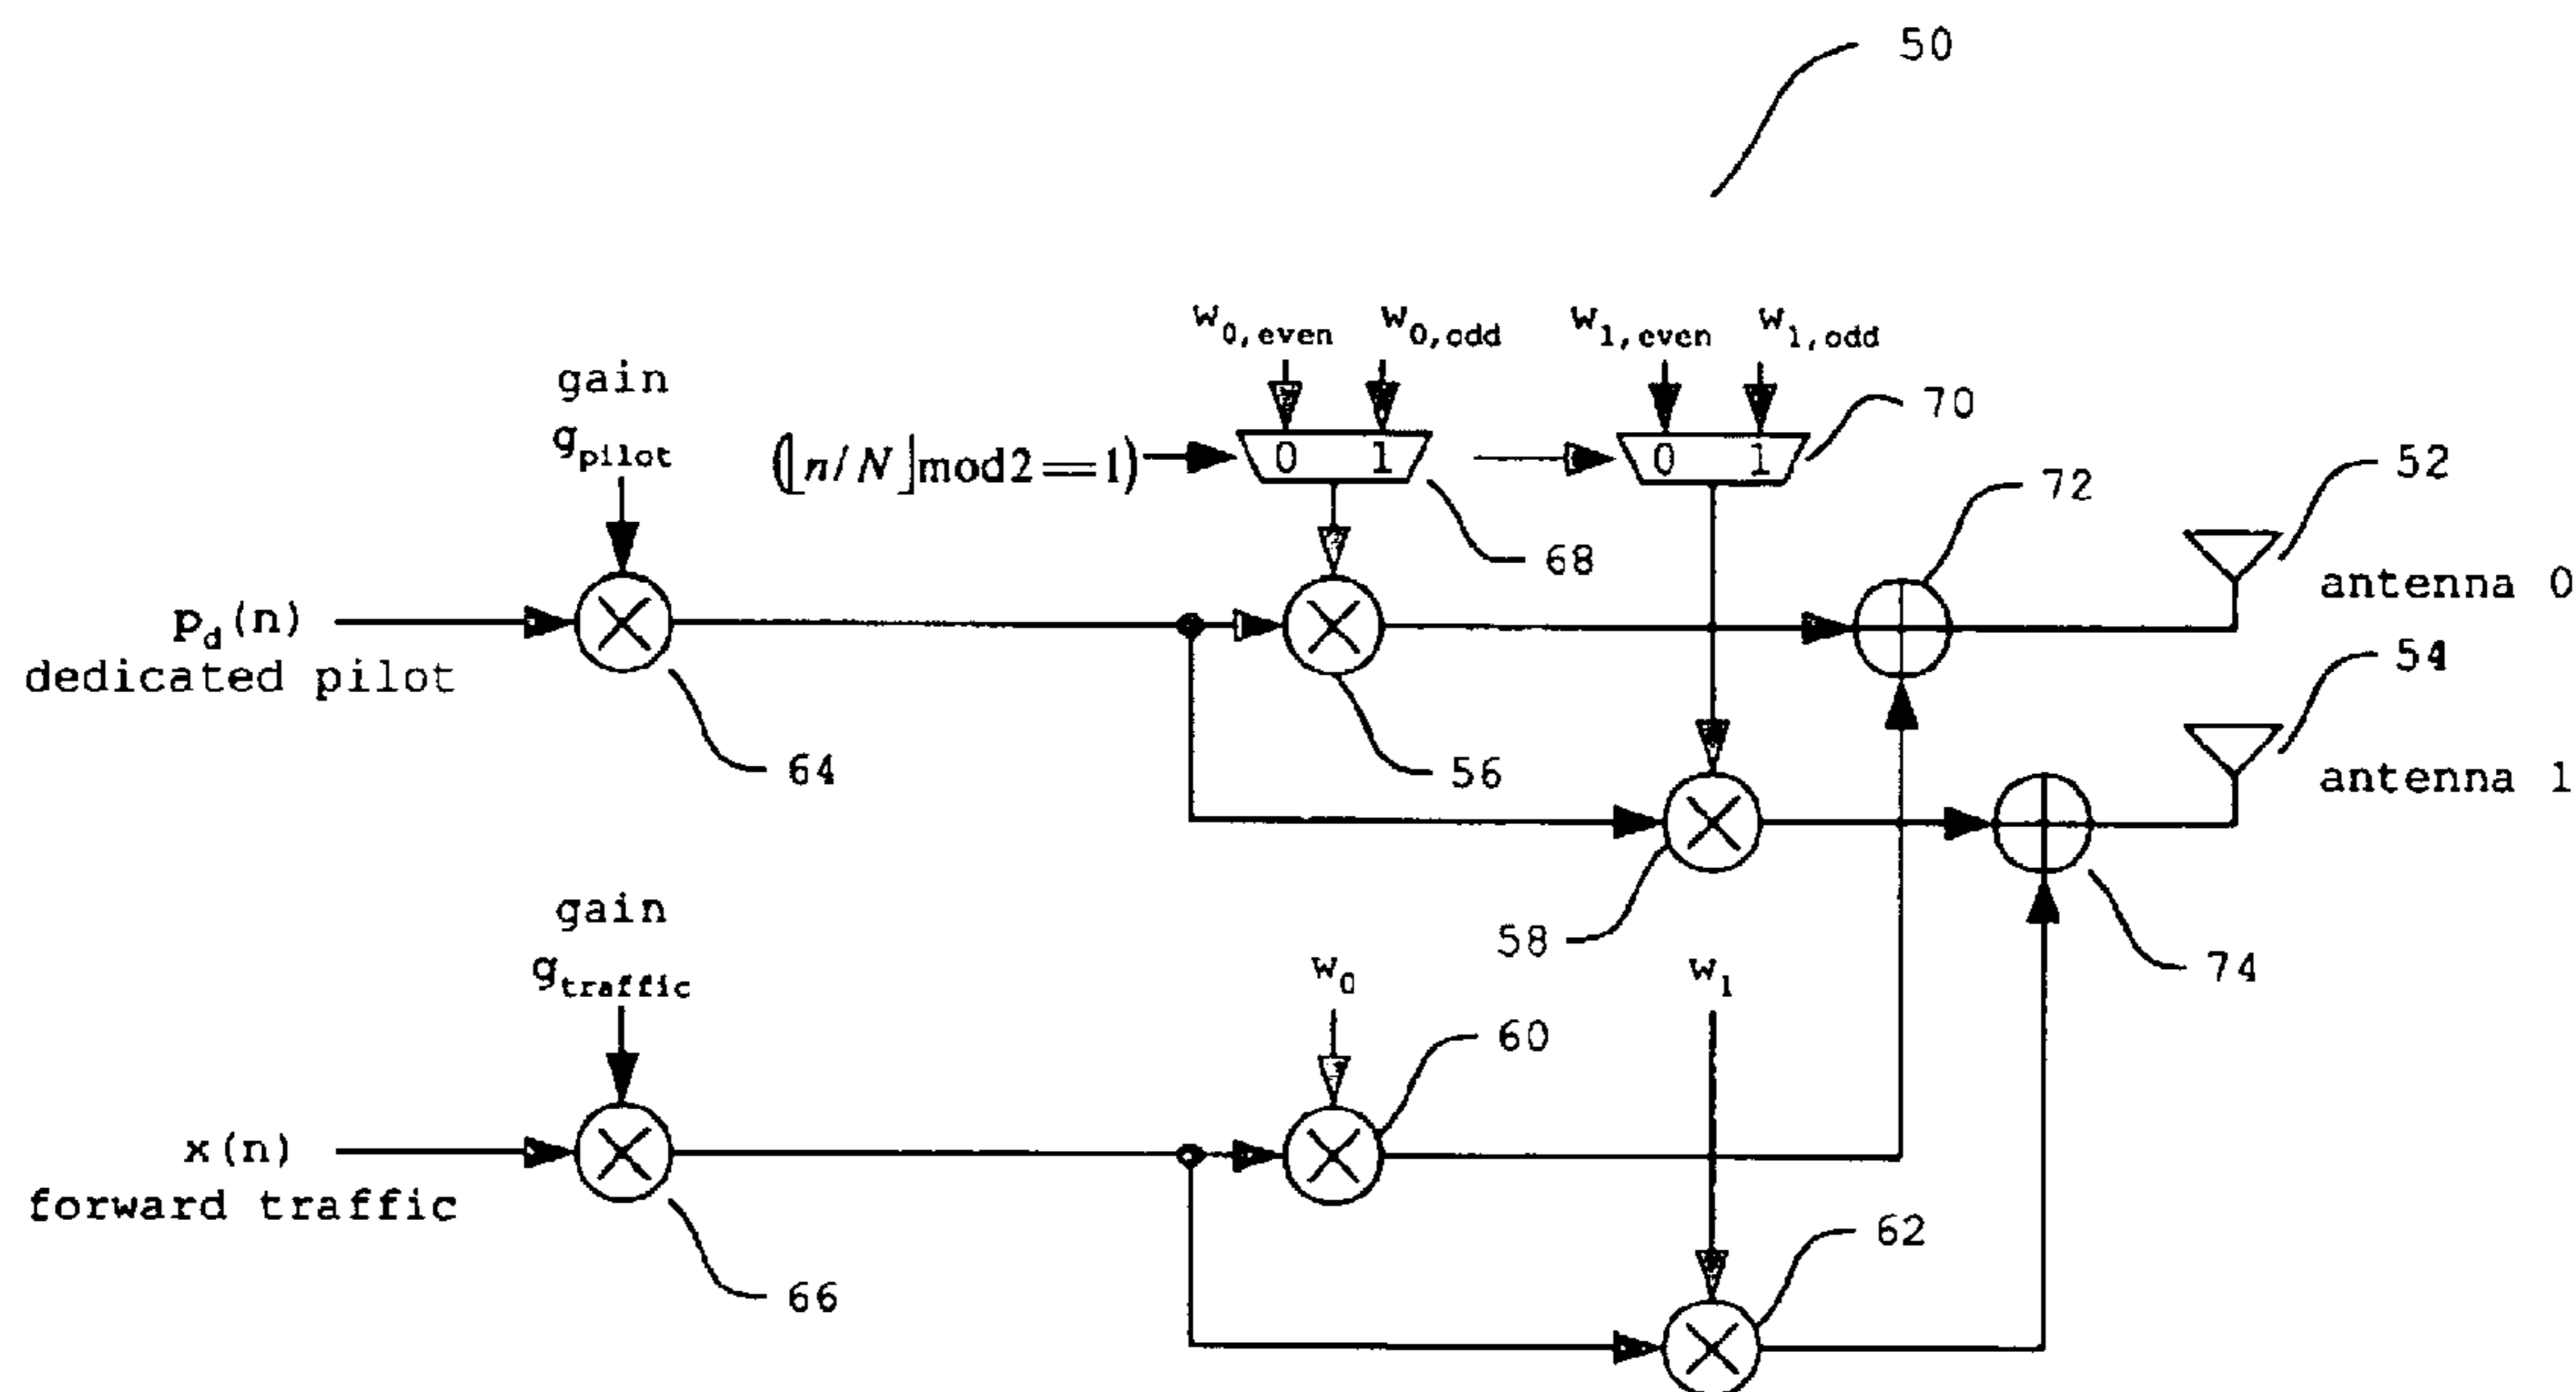 50
w0,even w0,odd w1,even w1,odd
gain
gpilot
(⌊n/N⌋mod2==1)
0 1
0 1
70
52
72
68
antenna 0
pd(n)
dedicated pilot
54
64
56
antenna 1
gain
gtraffic
58
w0
w1
74
60
x(n)
forward traffic
62
66